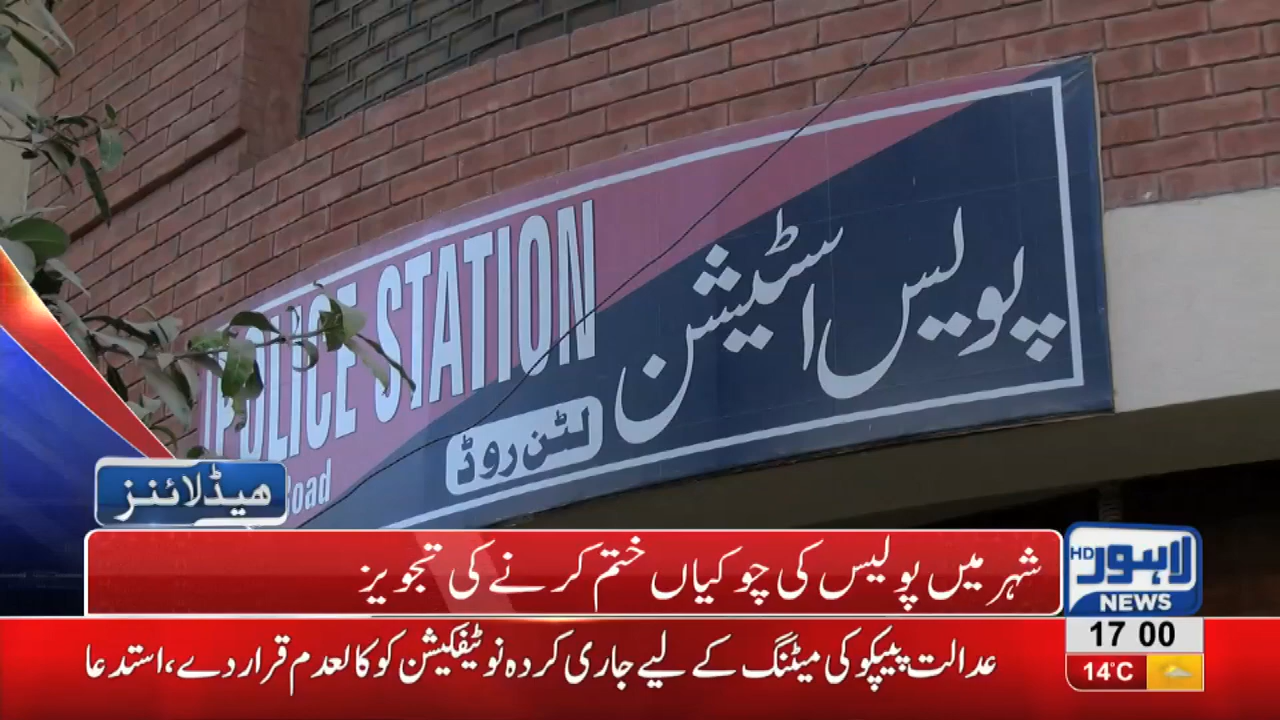 POLICE STATION
پولیس اسٹیشن
لٹن روڈ
Road
ہیڈلائنز
شہر میں پولیس کی چوکیاں ختم کرنے کی تجویز
HD لاہور
NEWS
17 00
عدالت پیپکو کی میٹنگ کے لیے جاری کردہ نوٹیفکیشن کو کالعدم قرار دے، استدعا
14°C